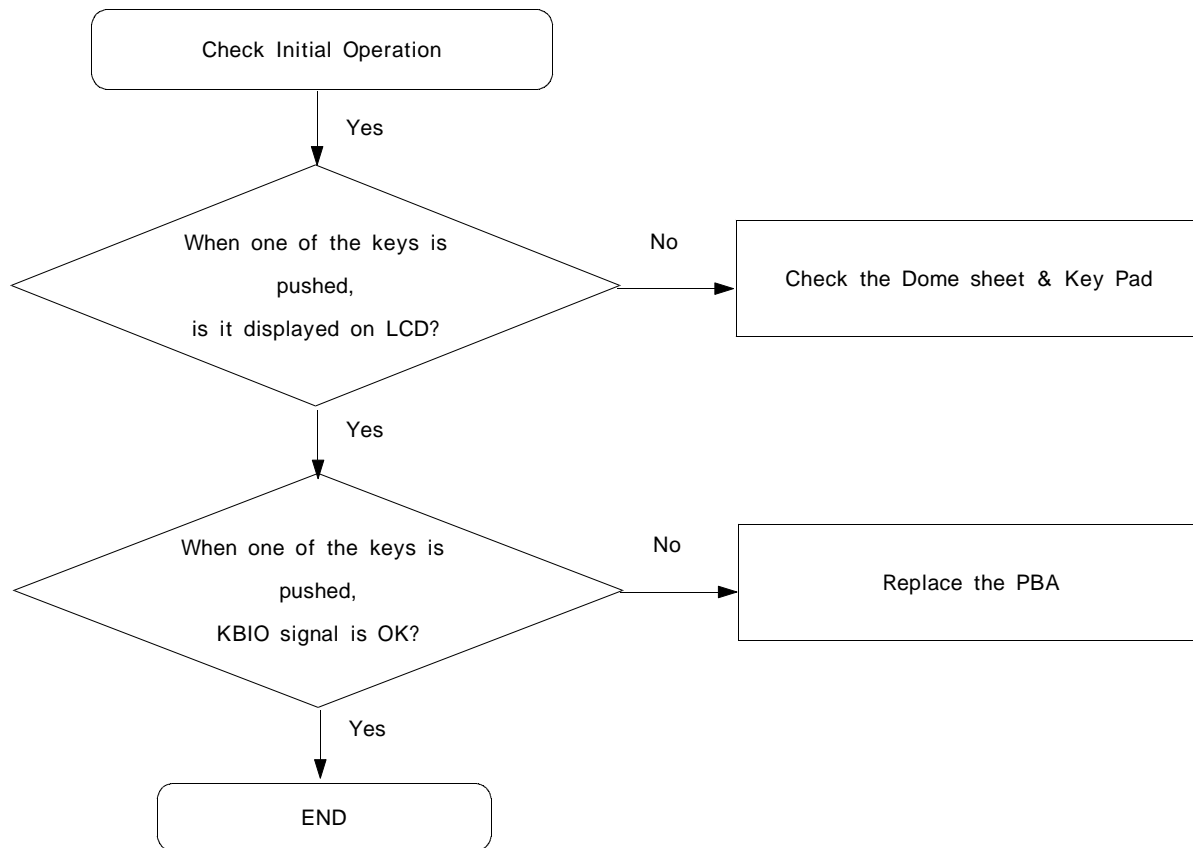 Check Initial Operation
Yes
When one of the keys is
pushed,
is it displayed on LCD?
No
Check the Dome sheet & Key Pad
Yes
When one of the keys is
pushed,
KBIO signal is OK?
No
Replace the PBA
Yes
END